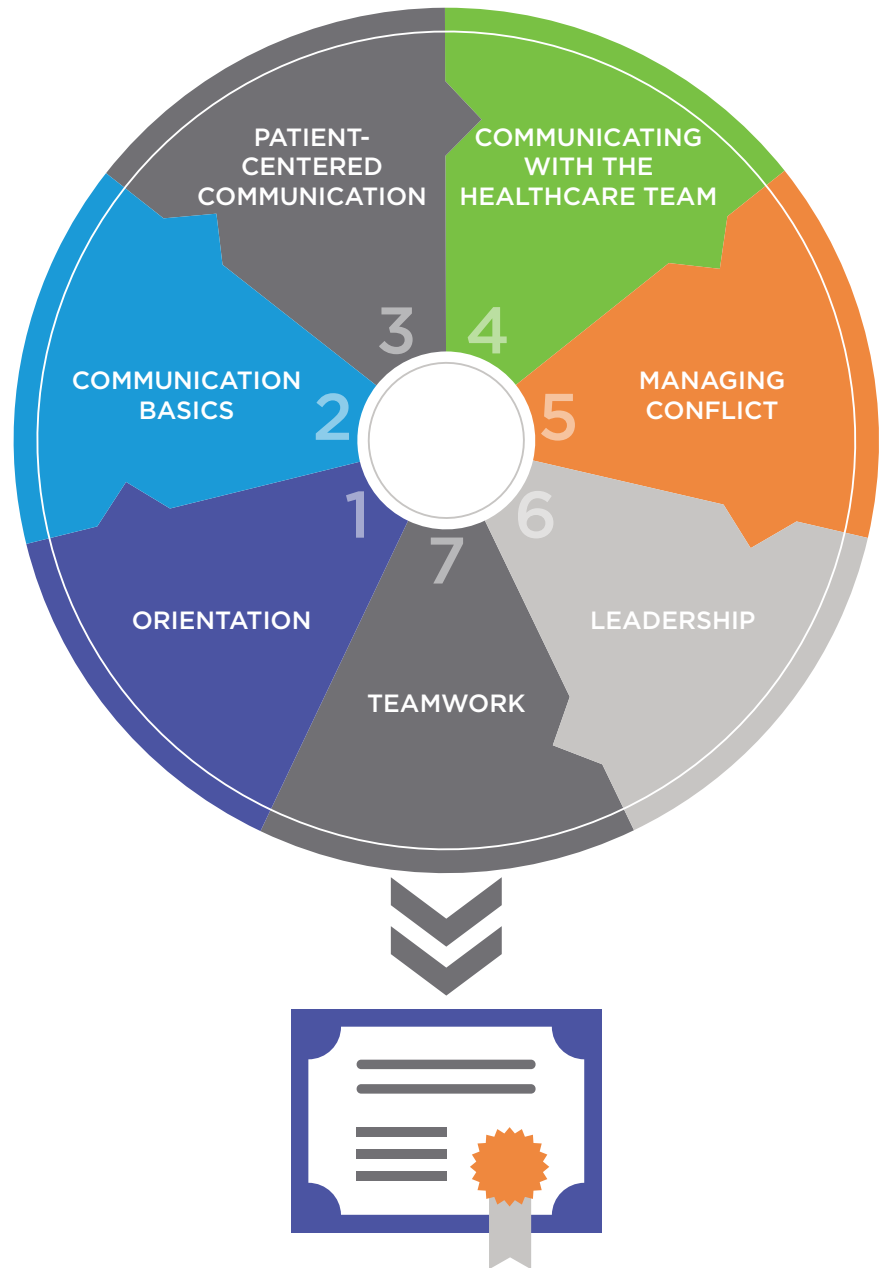 1
ORIENTATION
2
COMMUNICATION
BASICS
3
PATIENT-
CENTERED
COMMUNICATION
4
COMMUNICATING
WITH THE
HEALTHCARE TEAM
5
MANAGING
CONFLICT
6
LEADERSHIP
7
TEAMWORK